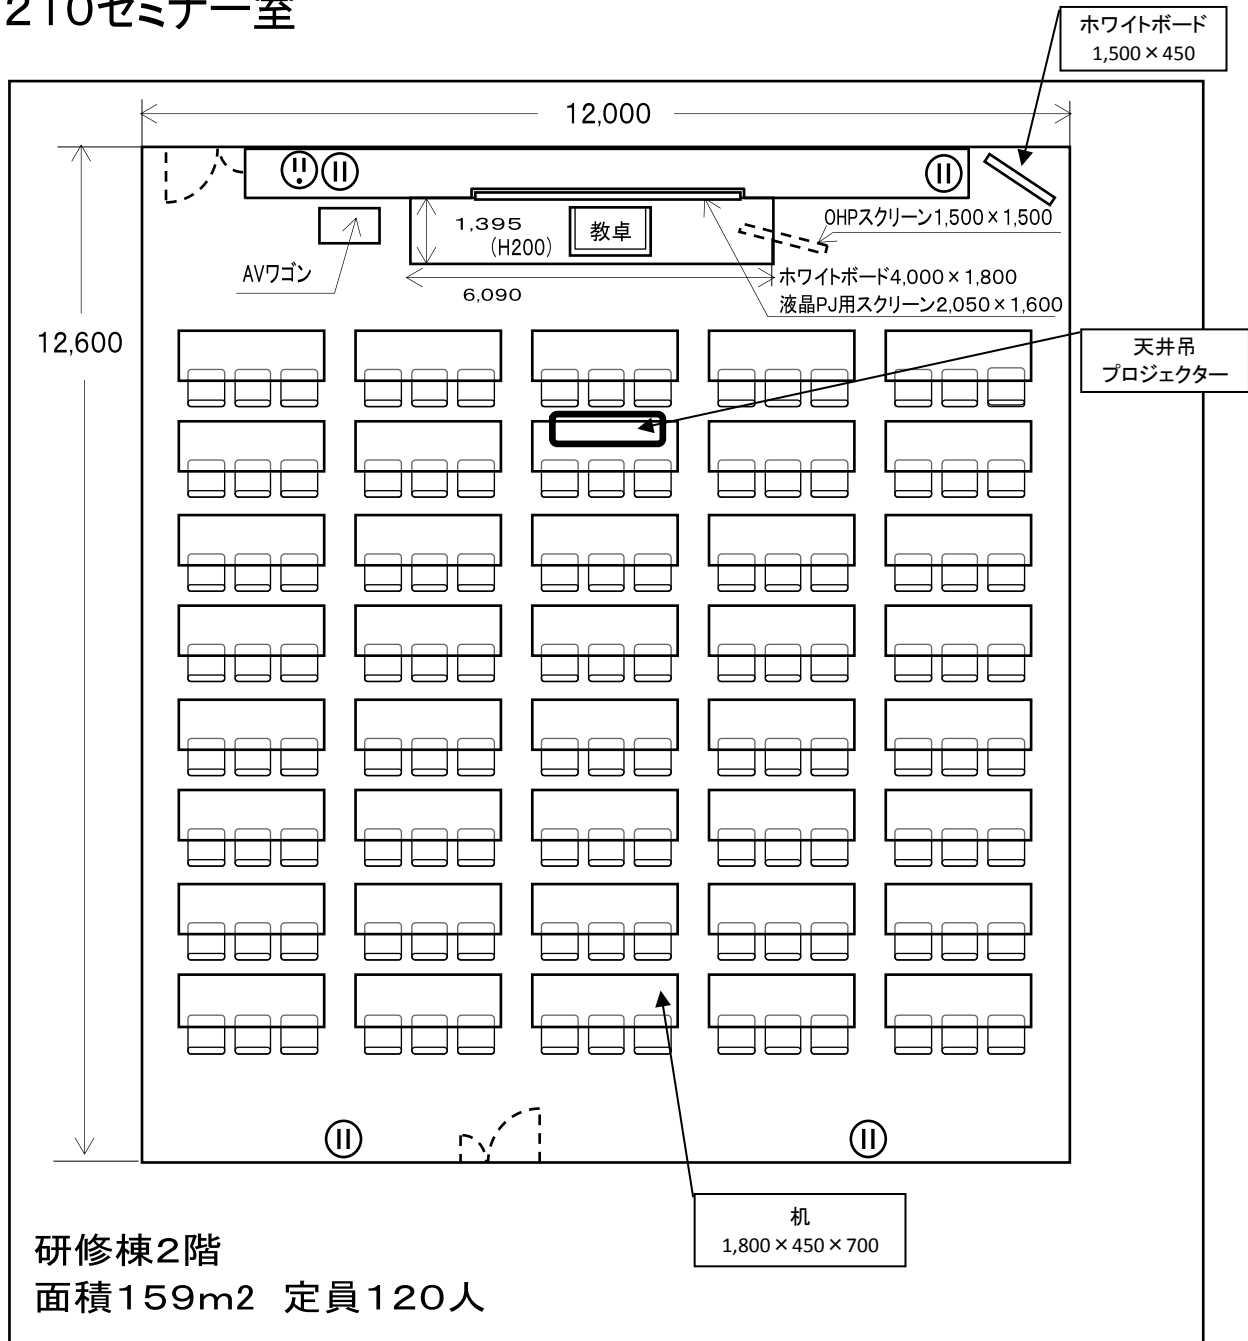 210セミナー室
ホワイトボード
1,500×450
12,000
12,600
1,395
(H200)
教卓
OHPスクリーン1,500×1,500
AVワゴン
6,090
ホワイトボード4,000×1,800
液晶PJ用スクリーン2,050×1,600
天井吊
プロジェクター
机
1,800×450×700
研修棟2階
面積159m2 定員120人